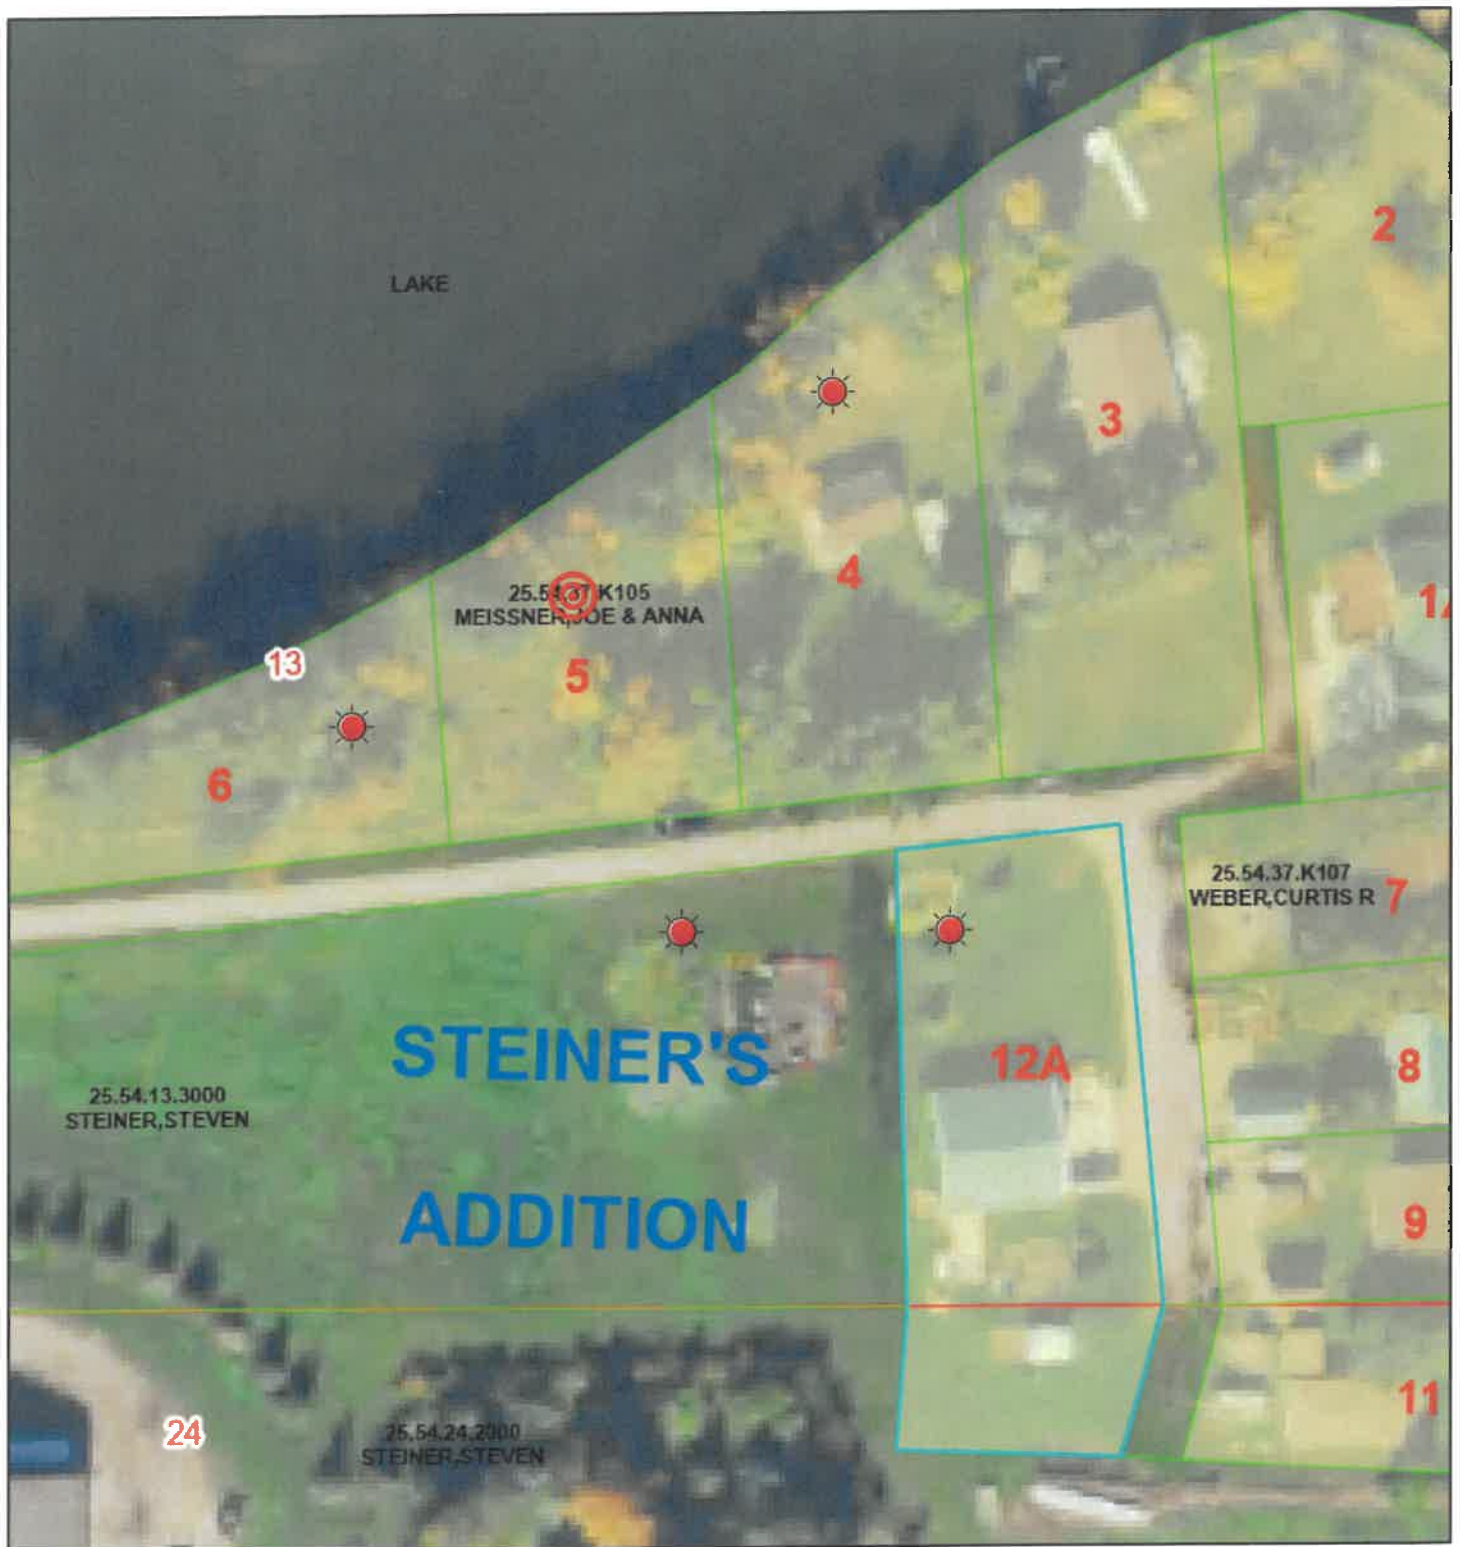 2
LAKE
3
4
25.54.37.K105
MEISSNER,JOE & ANNA
13
5
6
25.54.37.K107
WEBER,CURTIS R
7
STEINER'S
12A
8
25.54.13.3000
STEINER,STEVEN
ADDITION
9
11
24
25.54.24.2000
STEINER,STEVEN